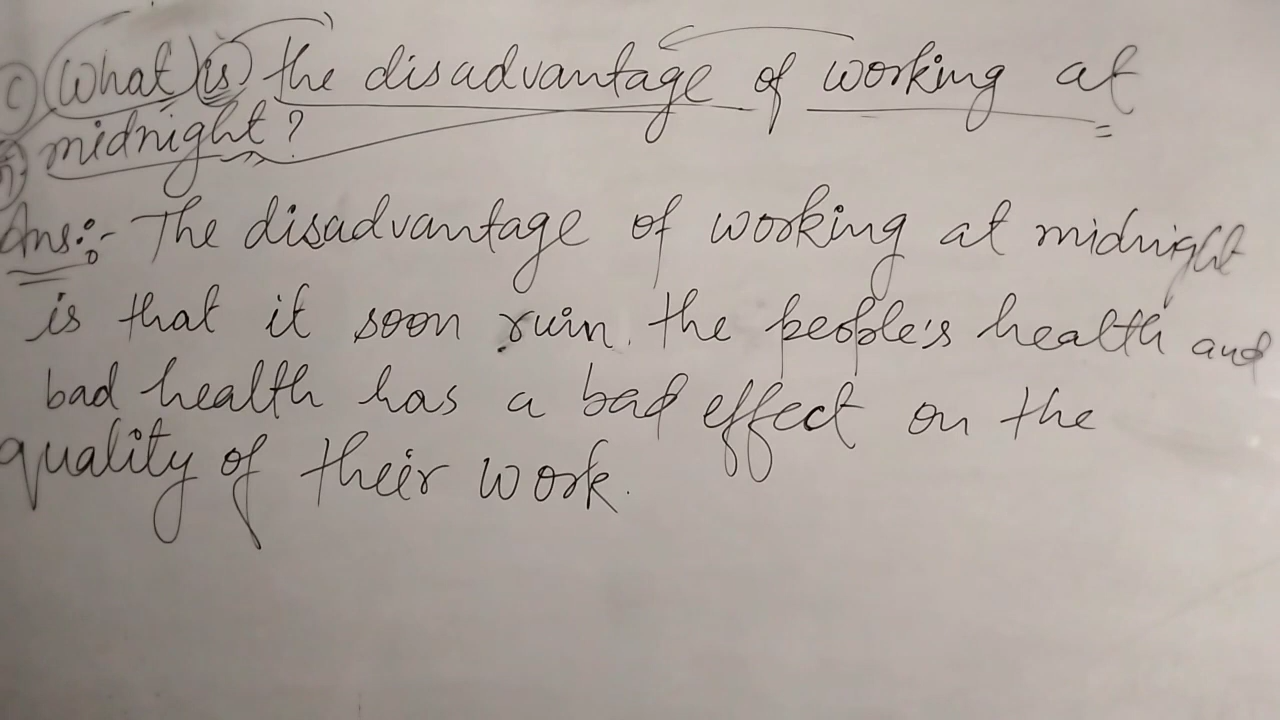 C) What is the disadvantage of working at
midnight?
Ans:- The disadvantage of working at midnight
is that it soon ruin the people's health and
bad health has a bad effect on the
quality of their work.